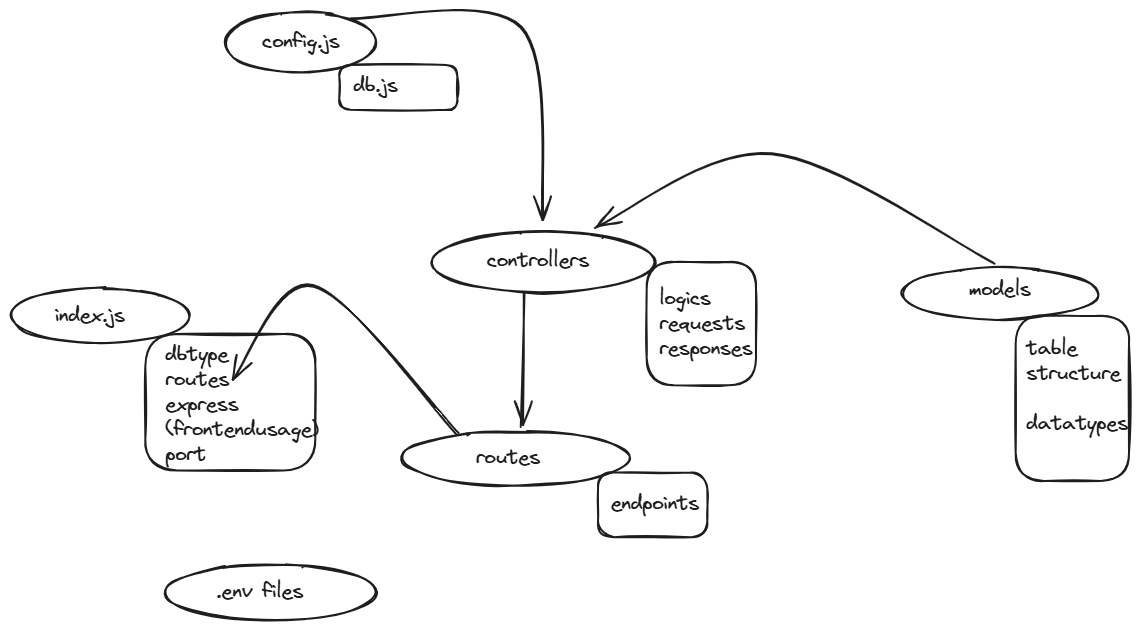 config.js
db.js
controllers
logics
requests
responses
models
table
structure
datatypes
index.js
dbtype
routes
express
(frontendusage)
port
routes
endpoints
.env files